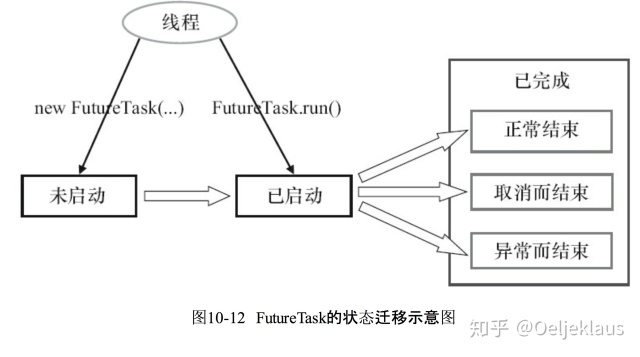 线程
new FutureTask(...)
FutureTask.run()
未启动
已启动
已完成
正常结束
取消而结束
异常而结束
图10-12 FutureTask的状态迁移示意图
知乎 @Oeljeklaus